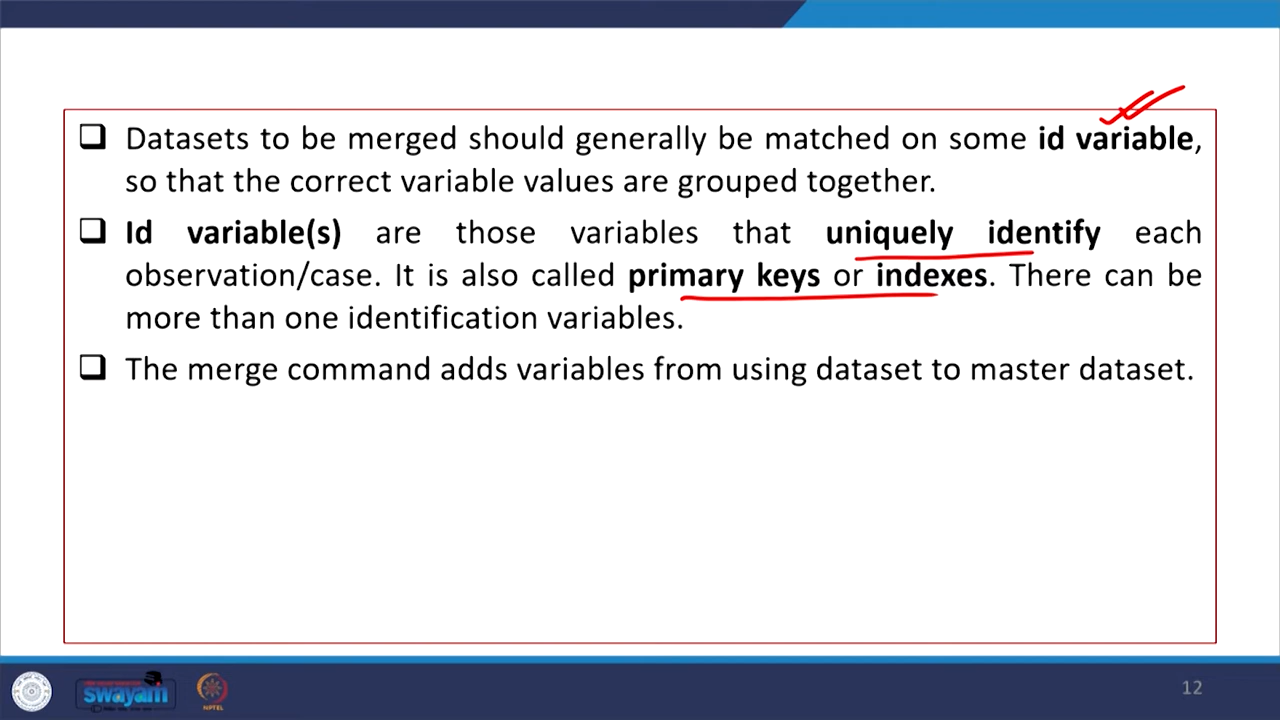 Datasets to be merged should generally be matched on some id variable,
so that the correct variable values are grouped together.
Id variable(s) are those variables that uniquely identify each
observation/case. It is also called primary keys or indexes. There can be
more than one identification variables.
The merge command adds variables from using dataset to master dataset.
swayam
NPTEL
12